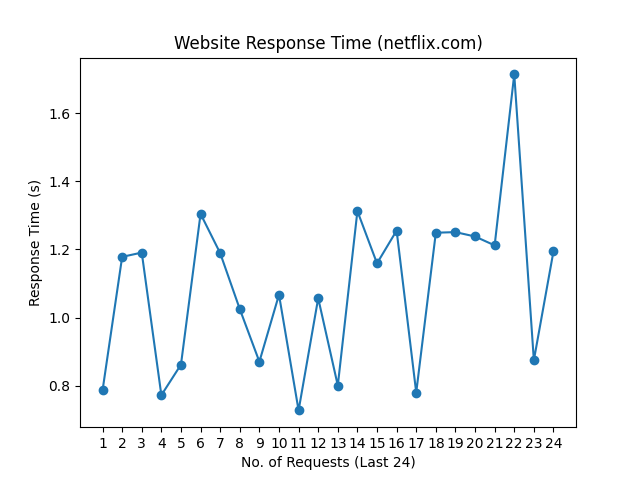 Website Response Time (netflix.com)
1.6
1.4
1.2
1.0
0.8
Response Time (s)
1 2 3 4 5 6 7 8 9 10 11 12 13 14 15 16 17 18 19 20 21 22 23 24
No. of Requests (Last 24)